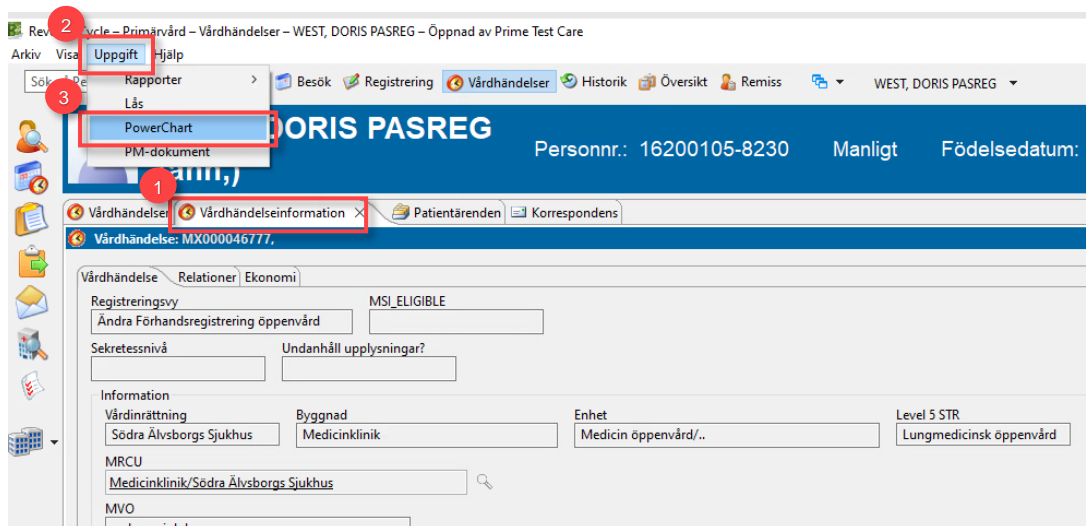 2
Rev ycle – Primärvård – Vårdhändelser – WEST, DORIS PASREG – Öppnad av Prime Test Care
Arkiv Visa Uppgift Hjälp
Sök Besök Registrering Vårdhändelser Historik Översikt Remiss WEST, DORIS PASREG
Rapporter
3
Lås
PowerChart
PM-dokument
DORIS PASREG
Personnr.: 16200105-8230 Manligt Födelsedatum:
1
Vårdhändelser Vårdhändelseinformation Patientärenden Korrespondens
Vårdhändelse: MX000046777,
Vårdhändelse Relationer Ekonomi
Registreringsvy MSI_ELIGIBLE
Ändra Förhandsregistrering öppenvård
Sekretessnivå Undanhåll upplysningar?
Information
Vårdinrättning Byggnad Enhet Level 5 STR
Södra Älvsborgs Sjukhus Medicinklinik Medicin öppenvård/.. Lungmedicinsk öppenvård
MRCU
Medicinklinik/Södra Älvsborgs Sjukhus
MVO